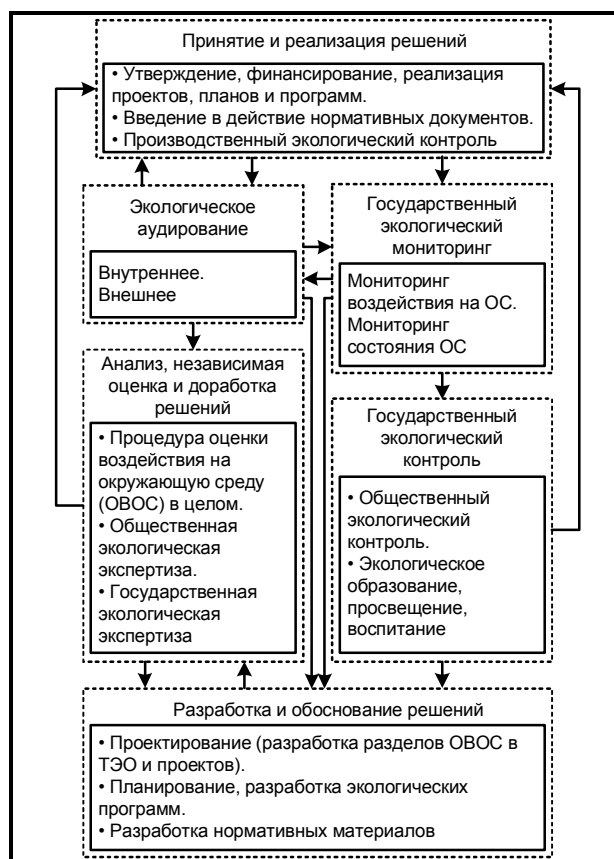 Принятие и реализация решений
• Утверждение, финансирование, реализация
проектов, планов и программ.
• Введение в действие нормативных документов.
• Производственный экологический контроль
Экологическое
аудирование
Внутреннее.
Внешнее
Государственный
экологический
мониторинг
Мониторинг
воздействия на ОС.
Мониторинг
состояния ОС
Анализ, независимая
оценка и доработка
решений
• Процедура оценки
воздействия на
окружающую среду
(ОВОС) в целом.
• Общественная
экологическая
экспертиза.
• Государственная
экологическая
экспертиза
Государственный
экологический
контроль
• Общественный
экологический
контроль.
• Экологическое
образование,
просвещение,
воспитание
Разработка и обоснование решений
• Проектирование (разработка разделов ОВОС в
ТЭО и проектов).
• Планирование, разработка экологических
программ.
• Разработка нормативных материалов